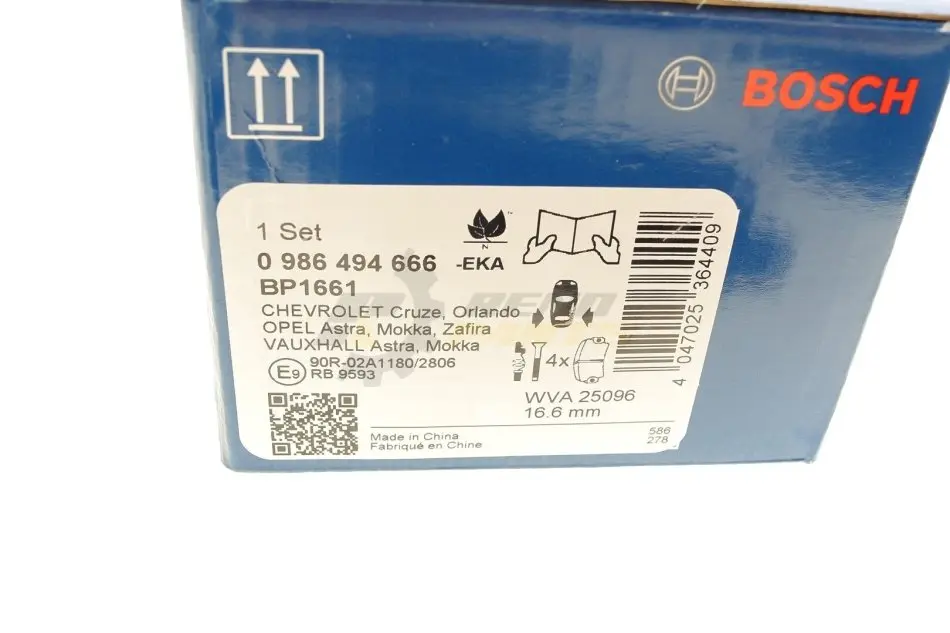 BOSCH
1 Set
0 986 494 666 -EKA
BP1661
CHEVROLET Cruze, Orlando
OPEL Astra, Mokka, Zafira
VAUXHALL Astra, Mokka
E9 90R-02A1180/2806
RB 9593
N
4x
WVA 25096
16.6 mm
Made in China
Fabriqué en Chine
586
278
4 047025 364409